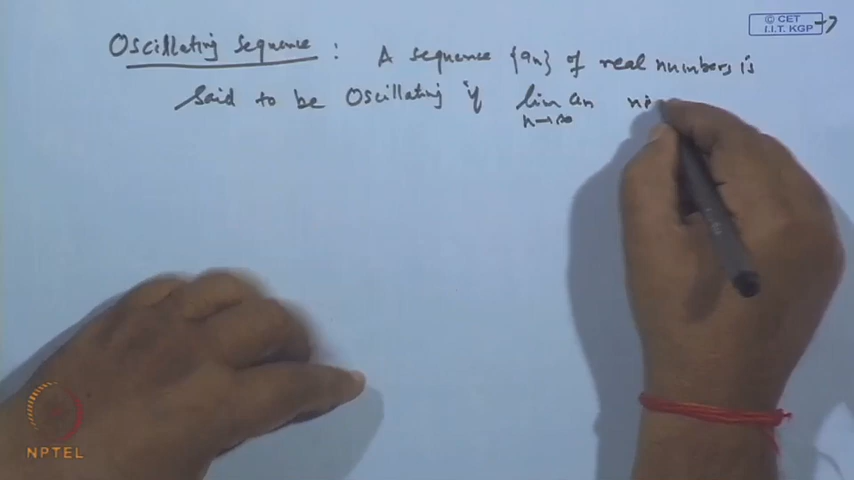 © CET
I.I.T. KGP
Oscillating Sequence : A sequence {an} of real numbers is
said to be Oscillating if lim an
n→∞
NPTEL